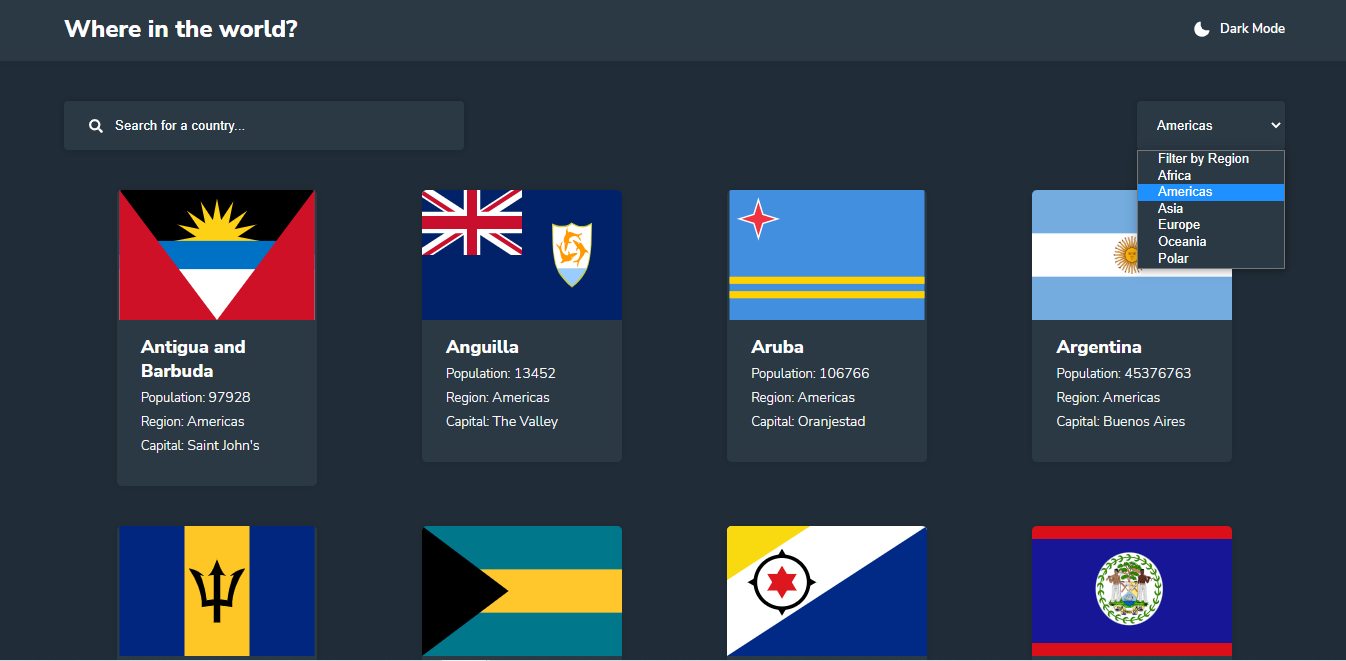 Where in the world?
Dark Mode
Search for a country...
Americas
Filter by Region
Africa
Americas
Asia
Europe
Oceania
Polar
Antigua and
Barbuda
Population: 97928
Region: Americas
Capital: Saint John's
Anguilla
Population: 13452
Region: Americas
Capital: The Valley
Aruba
Population: 106766
Region: Americas
Capital: Oranjestad
Argentina
Population: 45376763
Region: Americas
Capital: Buenos Aires